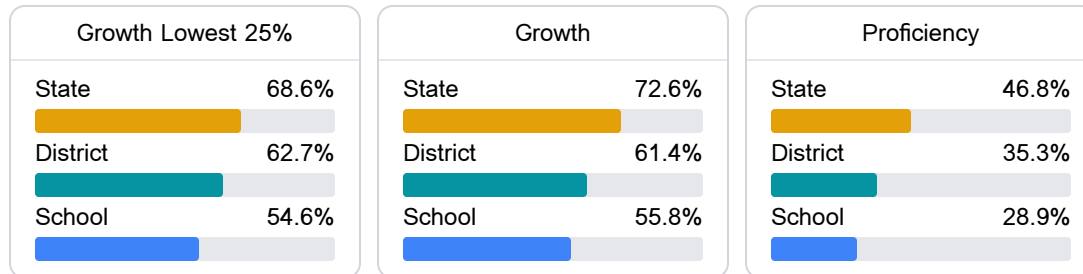 Growth Lowest 25%
State 68.6%
District 62.7%
School 54.6%
Growth
State 72.6%
District 61.4%
School 55.8%
Proficiency
State 46.8%
District 35.3%
School 28.9%